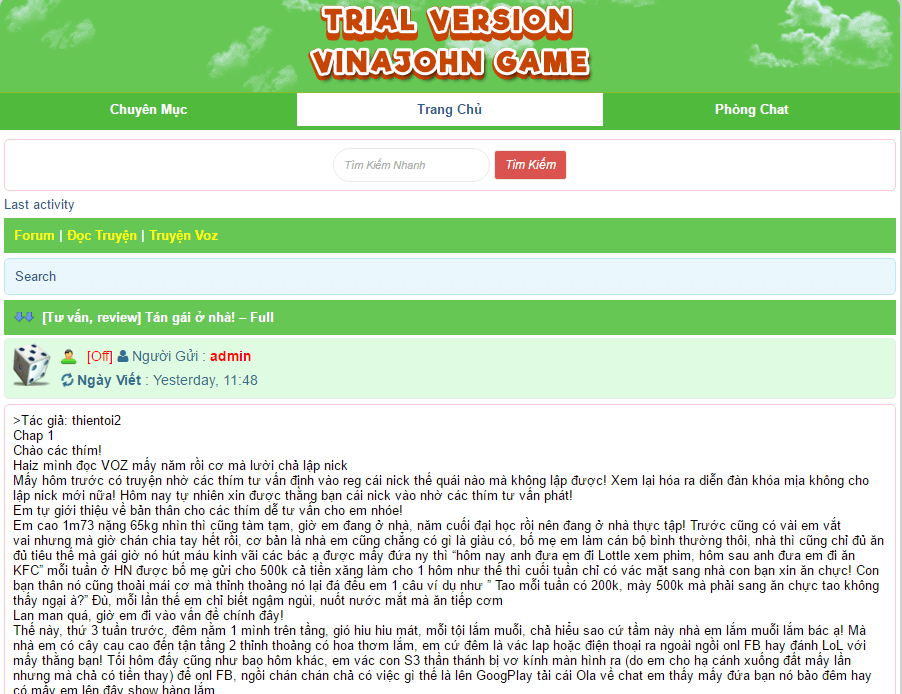 TRIAL VERSION
VINAJOHN GAME
Chuyên Mục
Trang Chủ
Phòng Chat
Tìm Kiếm Nhanh
Tìm Kiếm
Last activity
Forum | Đọc Truyện | Truyện Voz
Search
[Tư vấn, review] Tán gái ở nhà! – Full
[Off] Người Gửi : admin
Ngày Viết : Yesterday, 11:48
>Tác giả: thientoi2
Chap 1
Chào các thím!
Haiz mình đọc VOZ mấy năm rồi cơ mà lười chả lập nick
Mấy hôm trước có truyện nhờ các thím tư vấn định vào reg cái nick thế quái nào mà không lập được! Xem lại hóa ra diễn đàn khóa mịa không cho
lập nick mới nữa! Hôm nay tự nhiên xin được thằng bạn cái nick vào nhờ các thím tư vấn phát!
Em tự giới thiệu về bản thân cho các thím dễ tư vấn cho em nhóe!
Em cao 1m73 nặng 65kg nhìn thì cũng tàm tạm, giờ em đang ở nhà, năm cuối đại học rồi nên đang ở nhà thực tập! Trước cũng có vài em vắt
vai nhưng mà giờ chán chia tay hết rồi, cơ bản là nhà em cũng chẳng có gì là giàu có, bố mẹ em làm cán bộ bình thường thôi, nhà thì cũng chỉ đủ ăn
đủ tiêu thế mà gái giờ nó hút máu kinh vãi các bác ạ được mấy đứa ny thì “hôm nay anh đưa em đi Lottle xem phim, hôm sau anh đưa em đi ăn
KFC” mỗi tuần ở HN được bố mẹ gửi cho 500k cả tiền xăng làm cho 1 hôm như thế thì cuối tuần chỉ có vác mặt sang nhà con bạn xin ăn chực! Con
bạn thân nó cũng thoải mái cơ mà thỉnh thoảng nó lại đá đểu em 1 câu ví dụ như ” Tao mỗi tuần có 200k, mày 500k mà phải sang ăn chực tao không
thấy ngại à?” Đù, mỗi lần thế em chỉ biết ngậm ngùi, nuốt nước mắt mà ăn tiếp cơm
Lan man quá, giờ em đi vào vấn đề chính đây!
Thế này, thứ 3 tuần trước, đêm nằm 1 mình trên tầng, gió hiu hiu mát, mỗi tội lắm muỗi, chả hiểu sao cứ tầm này nhà em lắm muỗi lắm bác ạ! Mà
nhà em có cây cau cao đến tận tầng 2 thỉnh thoảng có hoa thơm lắm, em cứ đêm là vác lap hoặc điện thoại ra ngoài ngồi onl FB hay đánh LoL với
mấy thằng bạn! Tối hôm đấy cũng như bao hôm khác, em vác con S3 thần thánh bị vơ kính màn hình ra (do em cho hạ cánh xuống đất mấy lần
nhưng mà chả có tiền thay) để onl FB, ngồi chán chán chả có việc gì thế là lên GoogPlay tải cái Ola về chat em thấy mấy đứa bạn nó bảo đêm hay
có mấy em lên đấy show hàng lắm